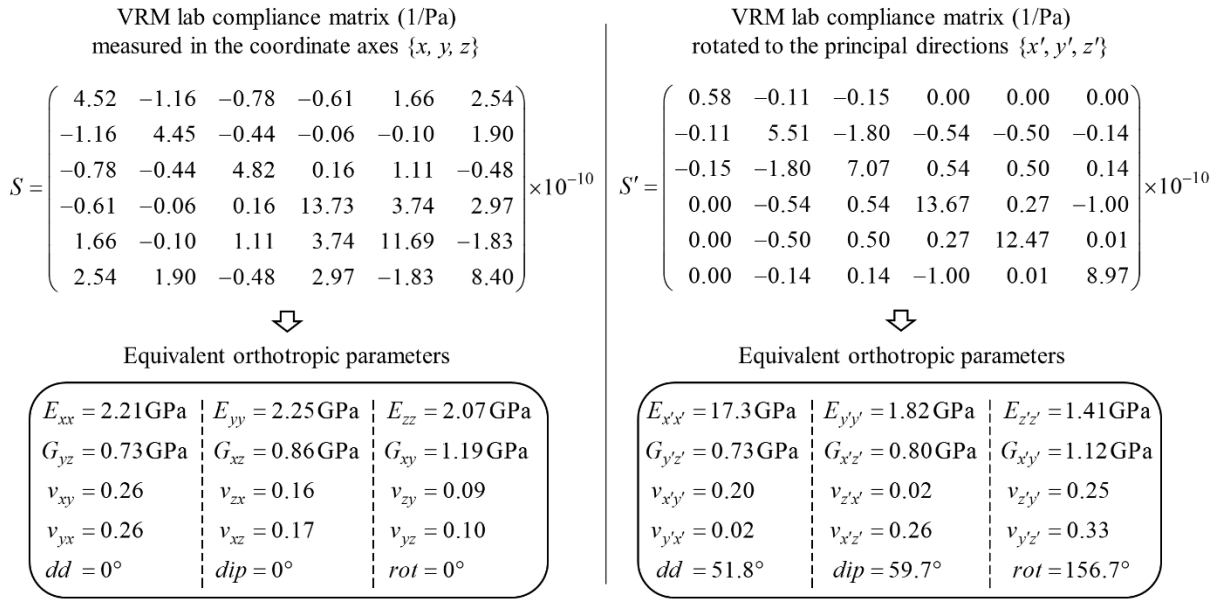 VRM lab compliance matrix (1/Pa)
measured in the coordinate axes {x, y, z}
S = ( 4.52 −1.16 −0.78 −0.61 1.66 2.54
−1.16 4.45 −0.44 −0.06 −0.10 1.90
−0.78 −0.44 4.82 0.16 1.11 −0.48
−0.61 −0.06 0.16 13.73 3.74 2.97
1.66 −0.10 1.11 3.74 11.69 −1.83
2.54 1.90 −0.48 2.97 −1.83 8.40 ) ×10⁻¹⁰
Equivalent orthotropic parameters
E_xx = 2.21 GPa E_yy = 2.25 GPa E_zz = 2.07 GPa
G_yz = 0.73 GPa G_xz = 0.86 GPa G_xy = 1.19 GPa
v_xy = 0.26 v_zx = 0.16 v_zy = 0.09
v_yx = 0.26 v_xz = 0.17 v_yz = 0.10
dd = 0° dip = 0° rot = 0°
VRM lab compliance matrix (1/Pa)
rotated to the principal directions {x′, y′, z′}
S′ = ( 0.58 −0.11 −0.15 0.00 0.00 0.00
−0.11 5.51 −1.80 −0.54 −0.50 −0.14
−0.15 −1.80 7.07 0.54 0.50 0.14
0.00 −0.54 0.54 13.67 0.27 −1.00
0.00 −0.50 0.50 0.27 12.47 0.01
0.00 −0.14 0.14 −1.00 0.01 8.97 ) ×10⁻¹⁰
Equivalent orthotropic parameters
E_x′x′ = 17.3 GPa E_y′y′ = 1.82 GPa E_z′z′ = 1.41 GPa
G_y′z′ = 0.73 GPa G_x′z′ = 0.80 GPa G_x′y′ = 1.12 GPa
v_x′y′ = 0.20 v_z′x′ = 0.02 v_z′y′ = 0.25
v_y′x′ = 0.02 v_x′z′ = 0.26 v_y′z′ = 0.33
dd = 51.8° dip = 59.7° rot = 156.7°